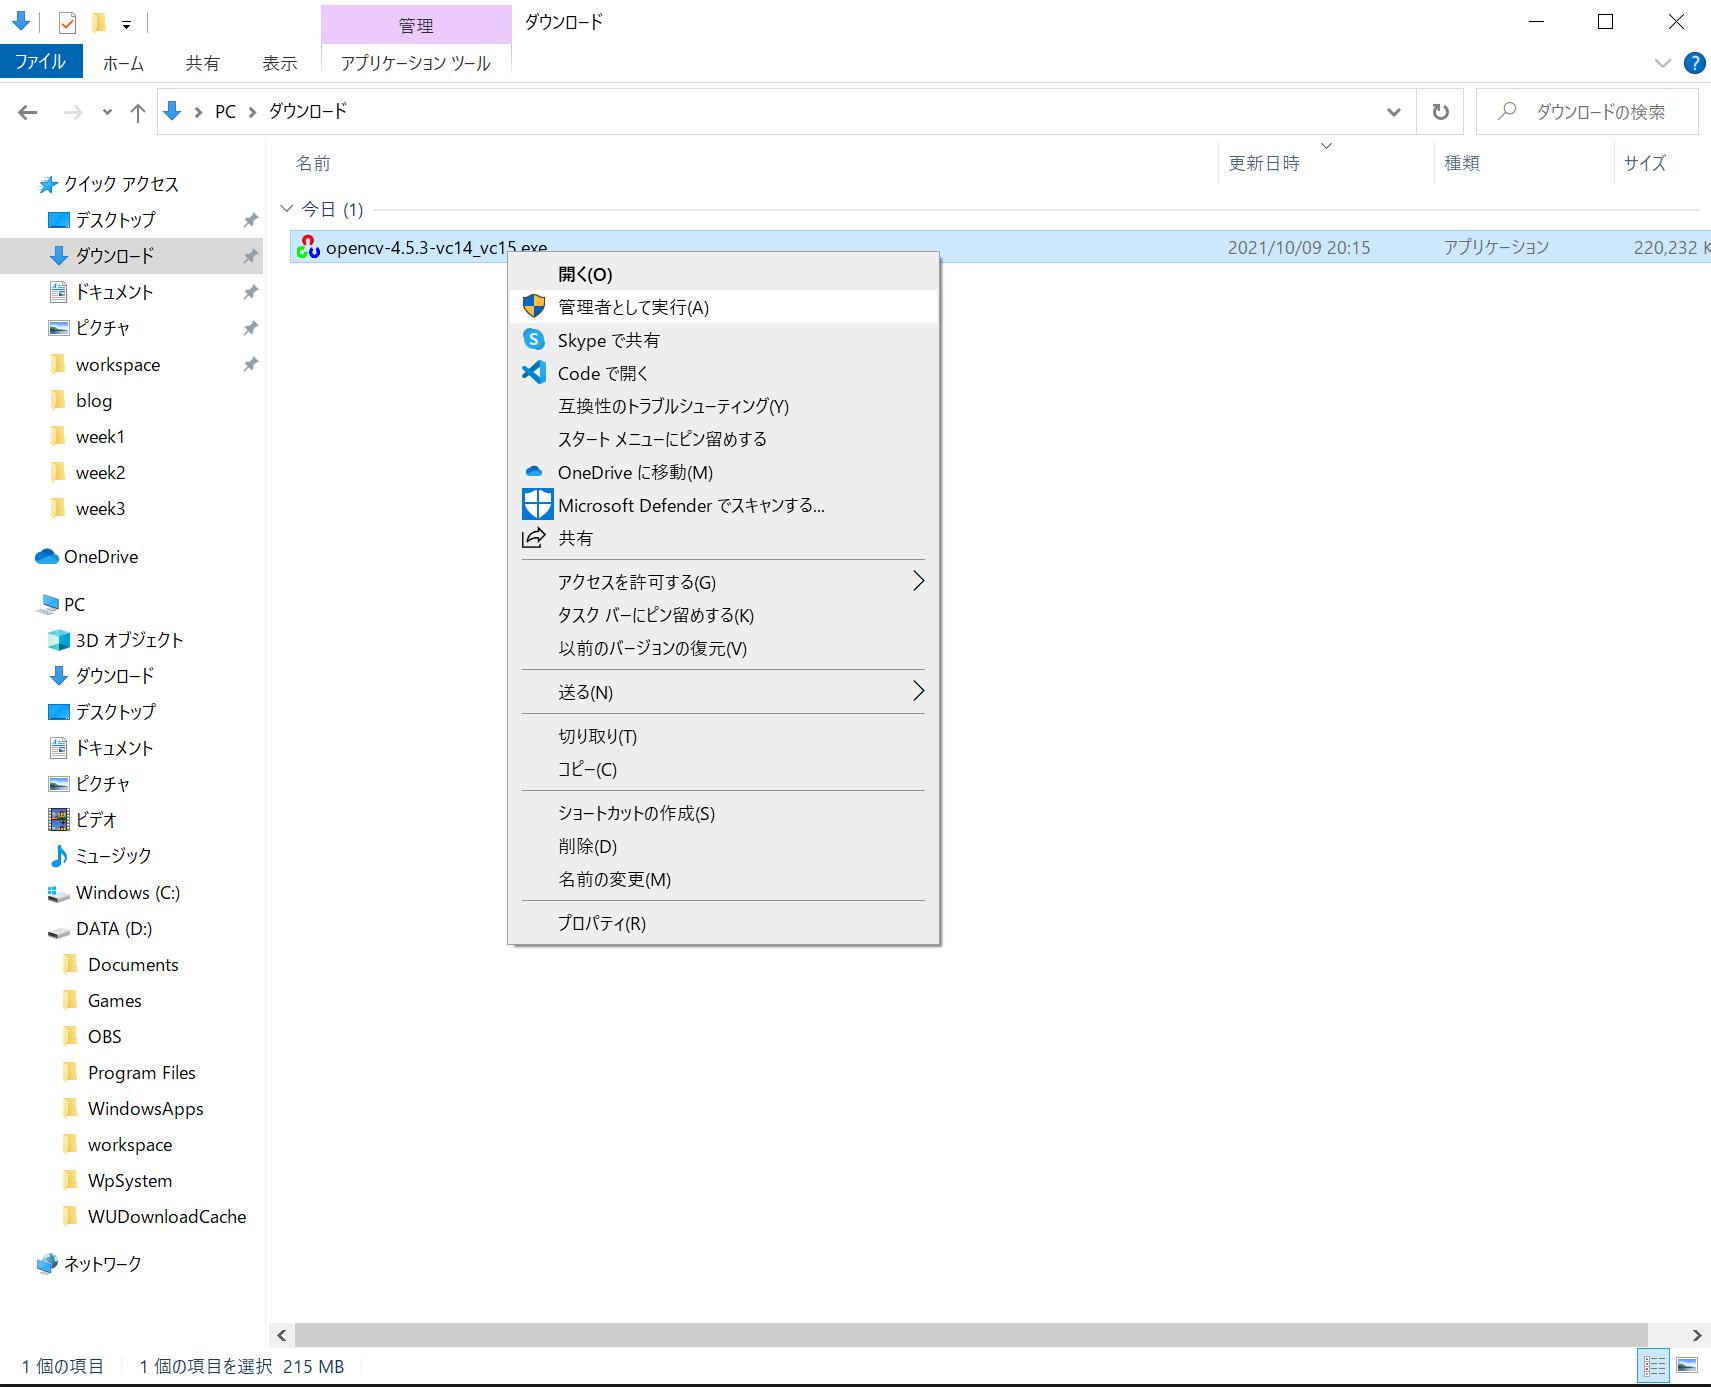 管理
ダウンロード
ファイル
ホーム
共有
表示
アプリケーション ツール
?
PC
ダウンロード
ダウンロードの検索
名前
更新日時
種類
サイズ
今日 (1)
opencv-4.5.3-vc14_vc15.exe
2021/10/09 20:15
アプリケーション
220,232 K
クイック アクセス
デスクトップ
ダウンロード
ドキュメント
ピクチャ
workspace
blog
week1
week2
week3
OneDrive
PC
3D オブジェクト
ダウンロード
デスクトップ
ドキュメント
ピクチャ
ビデオ
ミュージック
Windows (C:)
DATA (D:)
Documents
Games
OBS
Program Files
WindowsApps
workspace
WpSystem
WUDownloadCache
ネットワーク
開く(O)
管理者として実行(A)
Skype で共有
Code で開く
互換性のトラブルシューティング(Y)
スタート メニューにピン留めする
OneDrive に移動(M)
Microsoft Defender でスキャンする...
共有
アクセスを許可する(G)
タスク バーにピン留めする(K)
以前のバージョンの復元(V)
送る(N)
切り取り(T)
コピー(C)
ショートカットの作成(S)
削除(D)
名前の変更(M)
プロパティ(R)
1 個の項目
1 個の項目を選択 215 MB